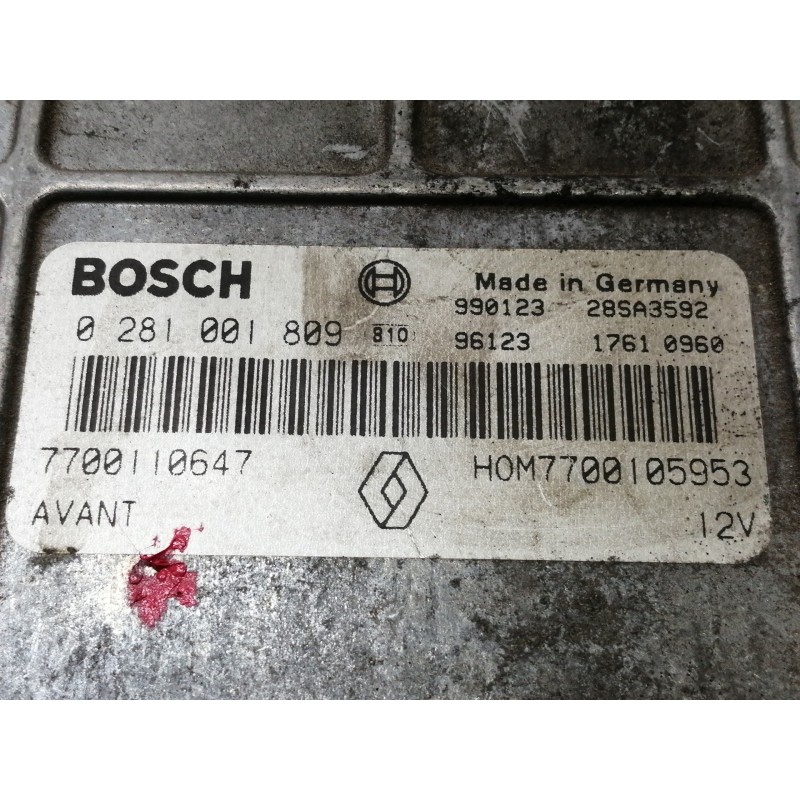 BOSCH
Made in Germany
990123 28SA3592
0 281 001 809 810 96123 1761 0960
7700110647 HOM7700105953
AVANT 12V